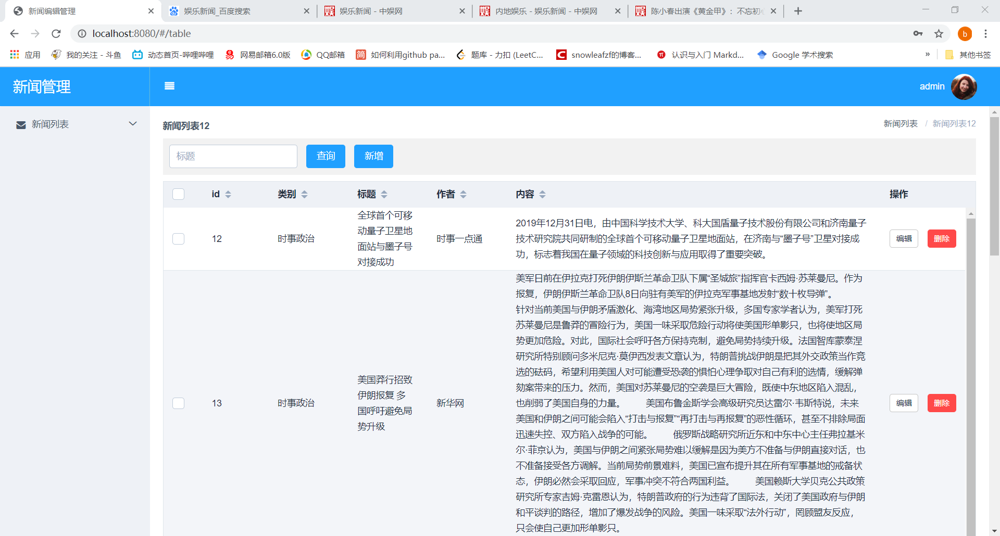 新闻编辑管理
娱乐新闻_百度搜索
娱乐新闻 - 中娱网
内地娱乐 - 娱乐新闻 - 中娱网
陈小春出演《黄金甲》：不忘初心
localhost:8080/#/table
b
应用
我的关注 - 斗鱼
动态首页-哔哩哔哩
网易邮箱6.0版
QQ邮箱
如何利用github pa...
题库 - 力扣 (LeetC...
snowleafzf的博客...
认识与入门 Markd...
Google 学术搜索
»
其他书签
新闻管理
admin
新闻列表
新闻列表12
新闻列表 / 新闻列表12
标题
查询
新增
id
类别
标题
作者
内容
操作
12
时事政治
全球首个可移
动量子卫星地
面站与墨子号
对接成功
时事一点通
2019年12月31日电，由中国科学技术大学、科大国盾量子技术股份有限公司和济南量子
技术研究院共同研制的全球首个可移动量子卫星地面站，在济南与“墨子号”卫星对接成
功，标志着我国在量子领域的科技创新与应用取得了重要突破。
编辑
删除
13
时事政治
美国莽行招致
伊朗报复 多
国呼吁避免局
势升级
新华网
美军日前在伊拉克打死伊朗伊斯兰革命卫队下属“圣城旅”指挥官卡西姆·苏莱曼尼。作为
报复，伊朗伊斯兰革命卫队8日向驻有美军的伊拉克军事基地发射“数十枚导弹”。
针对当前美国与伊朗矛盾激化、海湾地区局势紧张升级，多国专家学者认为，美军打死
苏莱曼尼是鲁莽的冒险行为，美国一味采取危险行动将使美国形单影只，也将使地区局
势更加危险。对此，国际社会呼吁各方保持克制，避免局势持续升级。法国智库蒙泰涅
研究所特别顾问多米尼克·莫伊西发表文章认为，特朗普挑战伊朗是把其外交政策当作竞
选的砝码，希望利用美国人对可能遭受恐袭的惧怕心理争取对自己有利的选情，缓解弹
劾案带来的压力。然而，美国对苏莱曼尼的空袭是巨大冒险，既使中东地区陷入混乱，
也削弱了美国自身的力量。 美国布鲁金斯学会高级研究员达雷尔·韦斯特说，未来
美国和伊朗之间可能会陷入“打击与报复”“再打击与再报复”的恶性循环，甚至不排除局面
迅速失控、双方陷入战争的可能。 俄罗斯战略研究所近东和中东中心主任弗拉基米
尔·菲京认为，美国与伊朗之间紧张局势难以缓解是因为美方不准备与伊朗直接对话，也
不准备接受各方调解。当前局势前景难料，美国已宣布提升其在所有军事基地的戒备状
态，伊朗必然会采取回应，军事冲突不符合两国利益。 美国赖斯大学贝克公共政策
研究所专家吉姆·克雷恩认为，特朗普政府的行为违背了国际法，关闭了美国政府与伊朗
和平谈判的路径，增加了爆发战争的风险。美国一味采取“法外行动”，罔顾盟友反应，
只会使自己更加形单影只。
编辑
删除